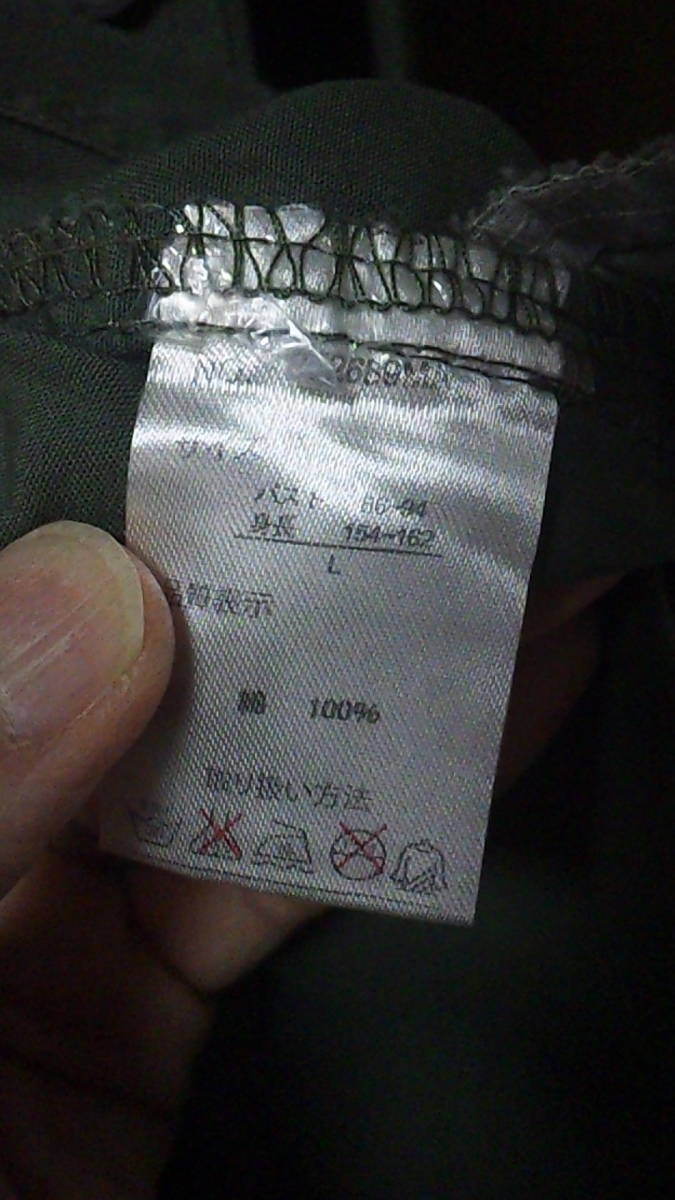 サイズ
バスト 86-94
身長 154-162
L
品質表示
綿 100%
取り扱い方法